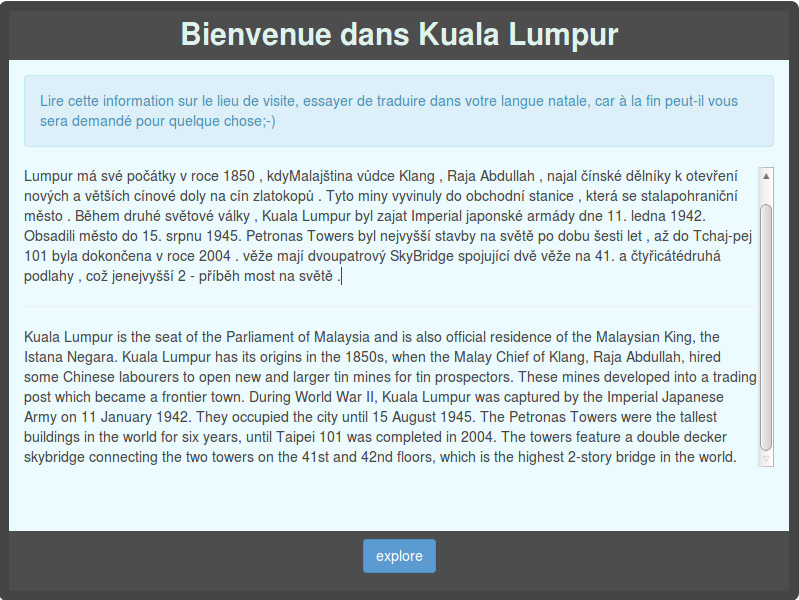 Bienvenue dans Kuala Lumpur
Lire cette information sur le lieu de visite, essayer de traduire dans votre langue natale, car à la fin peut-il vous
sera demandé pour quelque chose;-)
Lumpur má své počátky v roce 1850 , kdyMalajština vůdce Klang , Raja Abdullah , najal čínské dělníky k otevření
nových a větších cínové doly na cín zlatokopů . Tyto miny vyvinuly do obchodní stanice , která se stalapohraniční
město . Během druhé světové války , Kuala Lumpur byl zajat Imperial japonské armády dne 11. ledna 1942.
Obsadili město do 15. srpnu 1945. Petronas Towers byl nejvyšší stavby na světě po dobu šesti let , až do Tchaj-pej
101 byla dokončena v roce 2004 . věže mají dvoupatrový SkyBridge spojující dvě věže na 41. a čtyřicátédruhá
podlahy , což jenejvyšší 2 - příběh most na světě .
Kuala Lumpur is the seat of the Parliament of Malaysia and is also official residence of the Malaysian King, the
Istana Negara. Kuala Lumpur has its origins in the 1850s, when the Malay Chief of Klang, Raja Abdullah, hired
some Chinese labourers to open new and larger tin mines for tin prospectors. These mines developed into a trading
post which became a frontier town. During World War II, Kuala Lumpur was captured by the Imperial Japanese
Army on 11 January 1942. They occupied the city until 15 August 1945. The Petronas Towers were the tallest
buildings in the world for six years, until Taipei 101 was completed in 2004. The towers feature a double decker
skybridge connecting the two towers on the 41st and 42nd floors, which is the highest 2-story bridge in the world.
explore